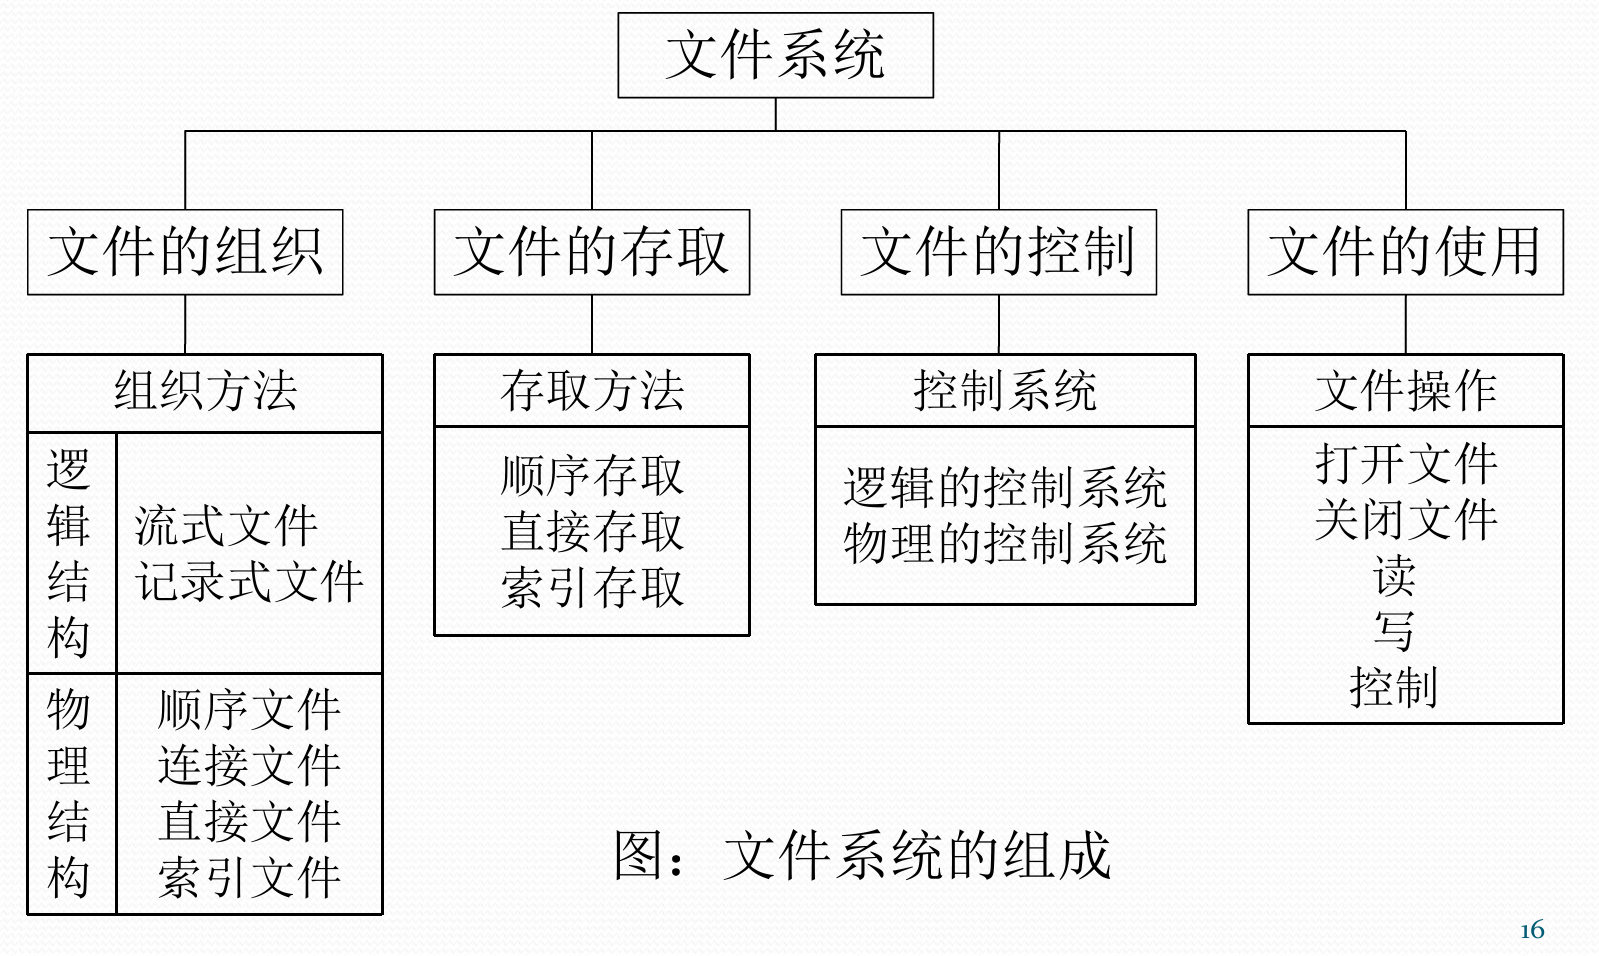 文件系统
文件的组织
文件的存取
文件的控制
文件的使用
组织方法
逻辑结构
流式文件
记录式文件
物理结构
顺序文件
连接文件
直接文件
索引文件
存取方法
顺序存取
直接存取
索引存取
控制系统
逻辑的控制系统
物理的控制系统
文件操作
打开文件
关闭文件
读
写
控制
图：文件系统的组成
16